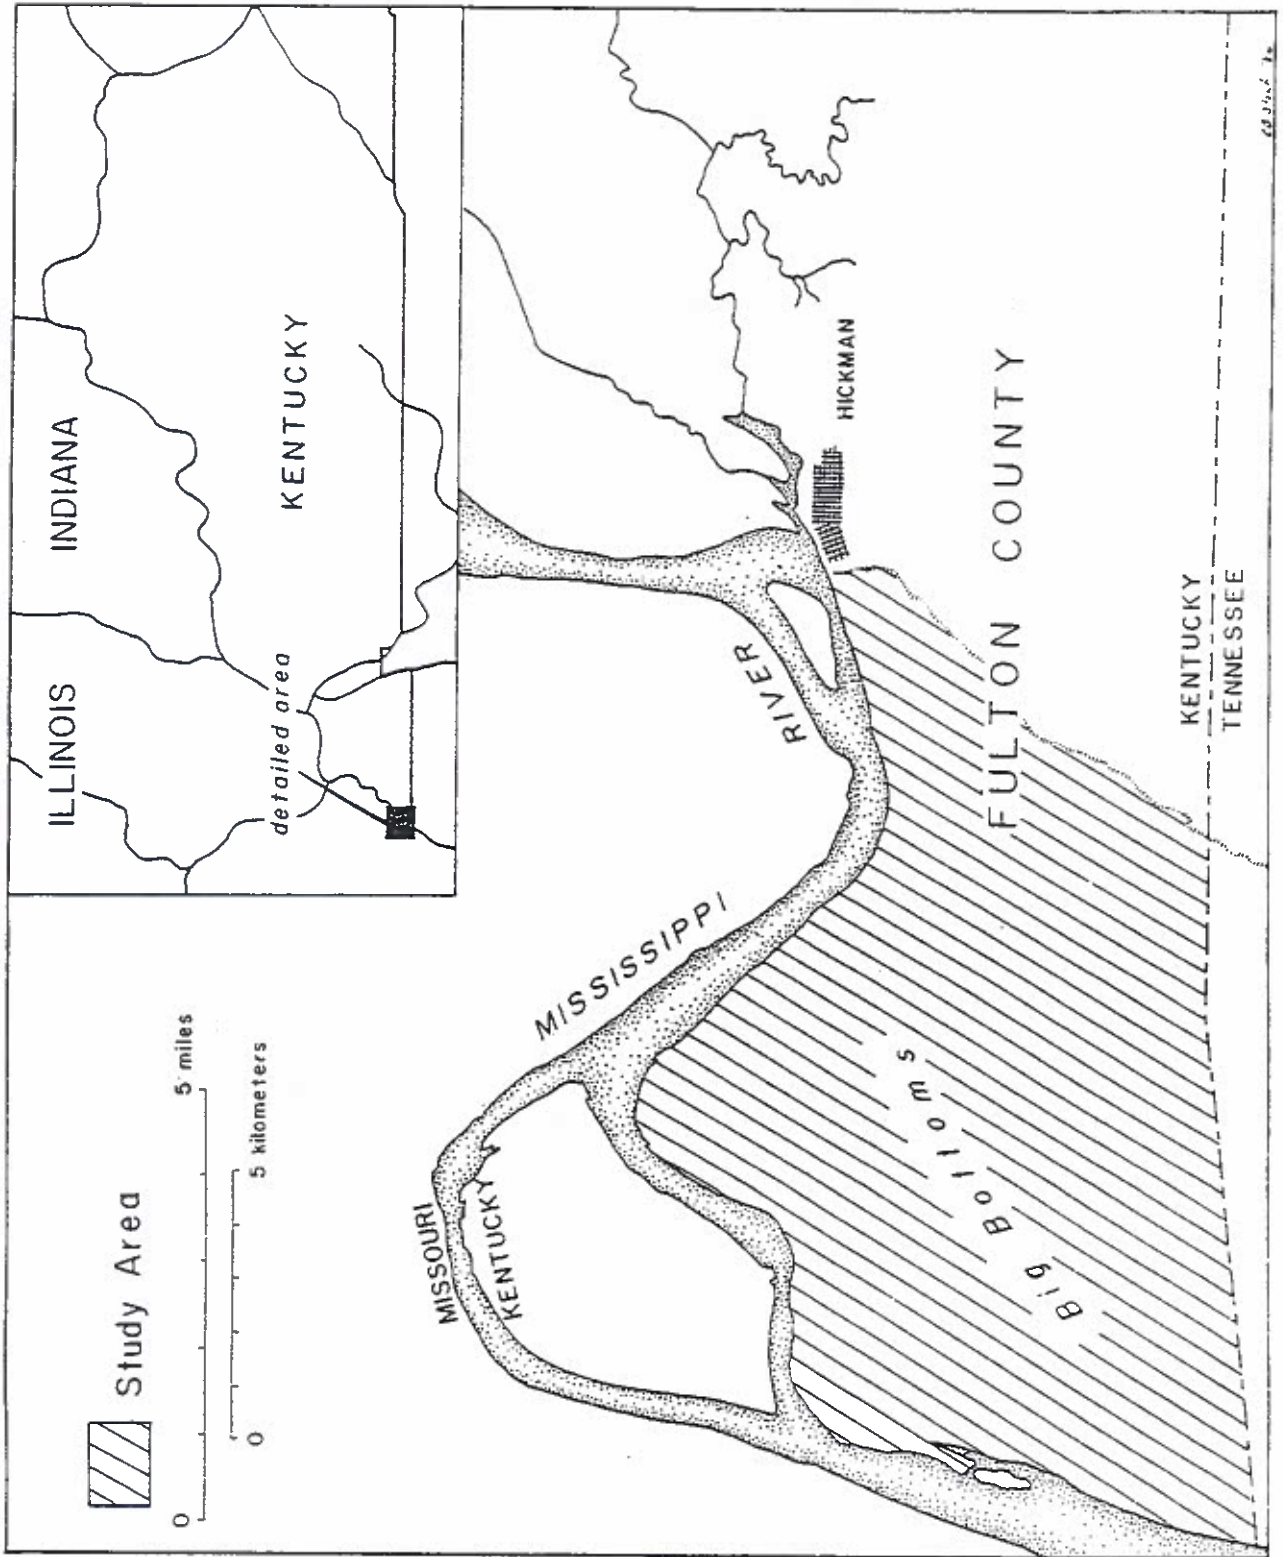 ILLINOIS
INDIANA
KENTUCKY
detailed area
Study Area
0
5 miles
0
5 kilometers
MISSOURI
KENTUCKY
MISSISSIPPI
RIVER
HICKMAN
Big Bottoms
FULTON COUNTY
KENTUCKY
TENNESSEE